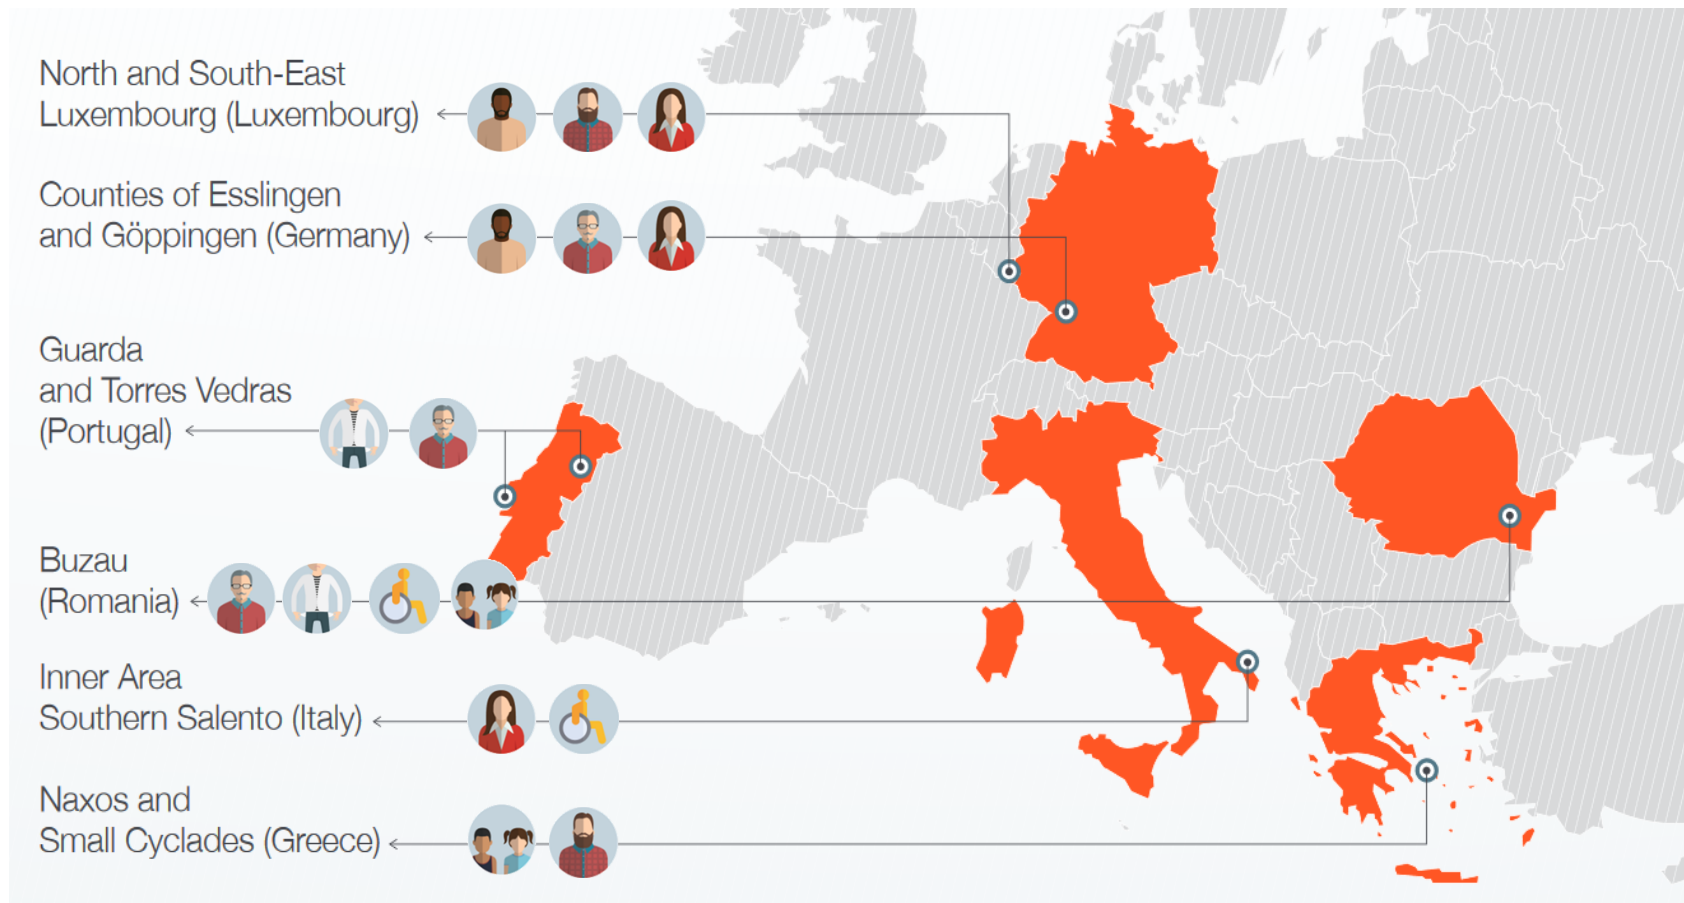 North and South-East
Luxembourg (Luxembourg)
Counties of Esslingen
and Göppingen (Germany)
Guarda
and Torres Vedras
(Portugal)
Buzau
(Romania)
Inner Area
Southern Salento (Italy)
Naxos and
Small Cyclades (Greece)